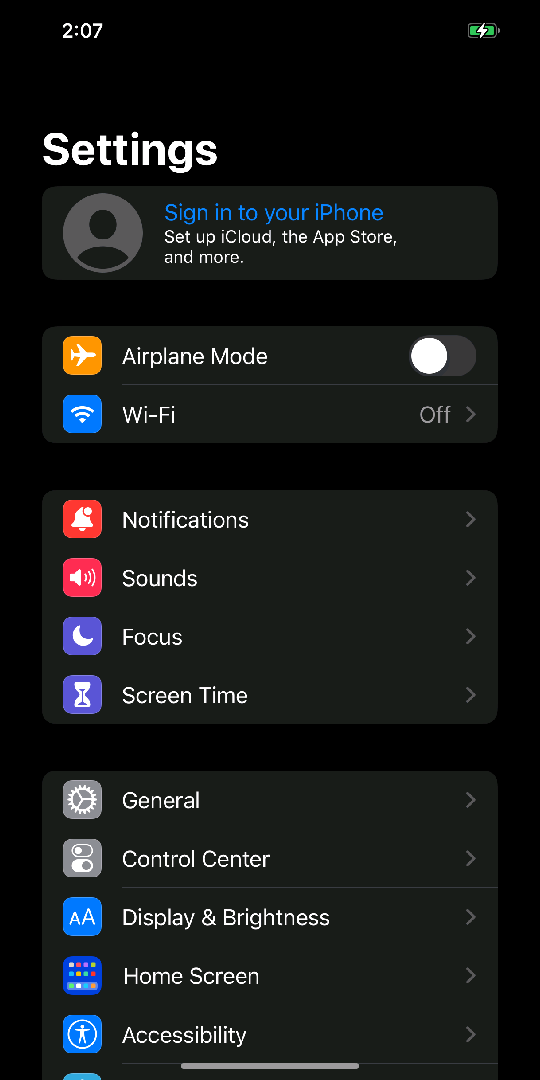 2:07
Settings
Sign in to your iPhone
Set up iCloud, the App Store,
and more.
Airplane Mode
Wi-Fi Off
Notifications
Sounds
Focus
Screen Time
General
Control Center
AA Display & Brightness
Home Screen
Accessibility